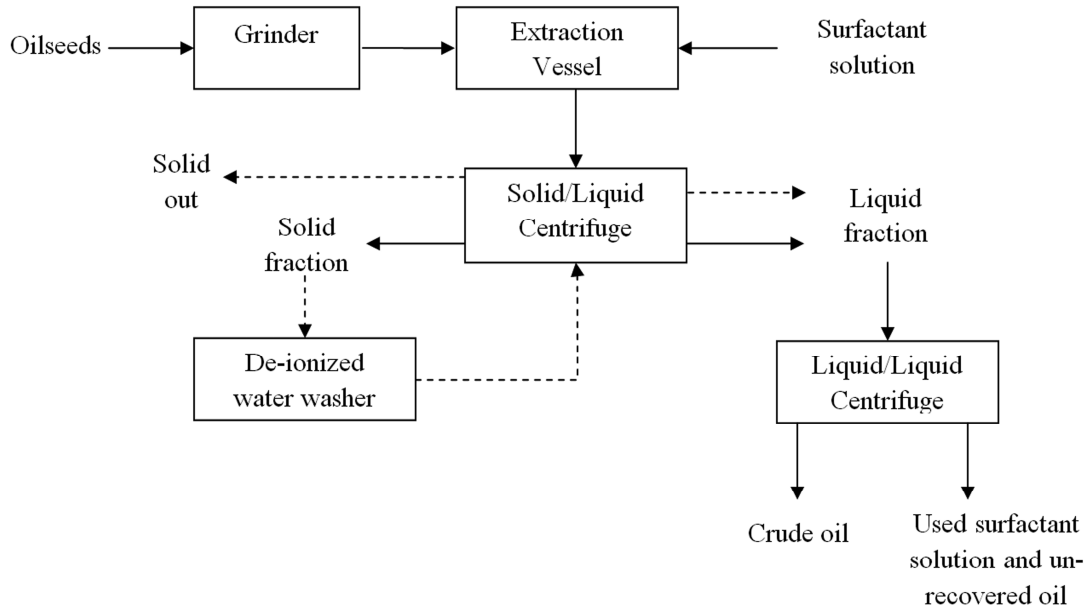 Oilseeds
Grinder
Extraction
Vessel
Surfactant
solution
Solid
out
Solid/Liquid
Centrifuge
Liquid
fraction
Solid
fraction
De-ionized
water washer
Liquid/Liquid
Centrifuge
Crude oil
Used surfactant
solution and un-
recovered oil